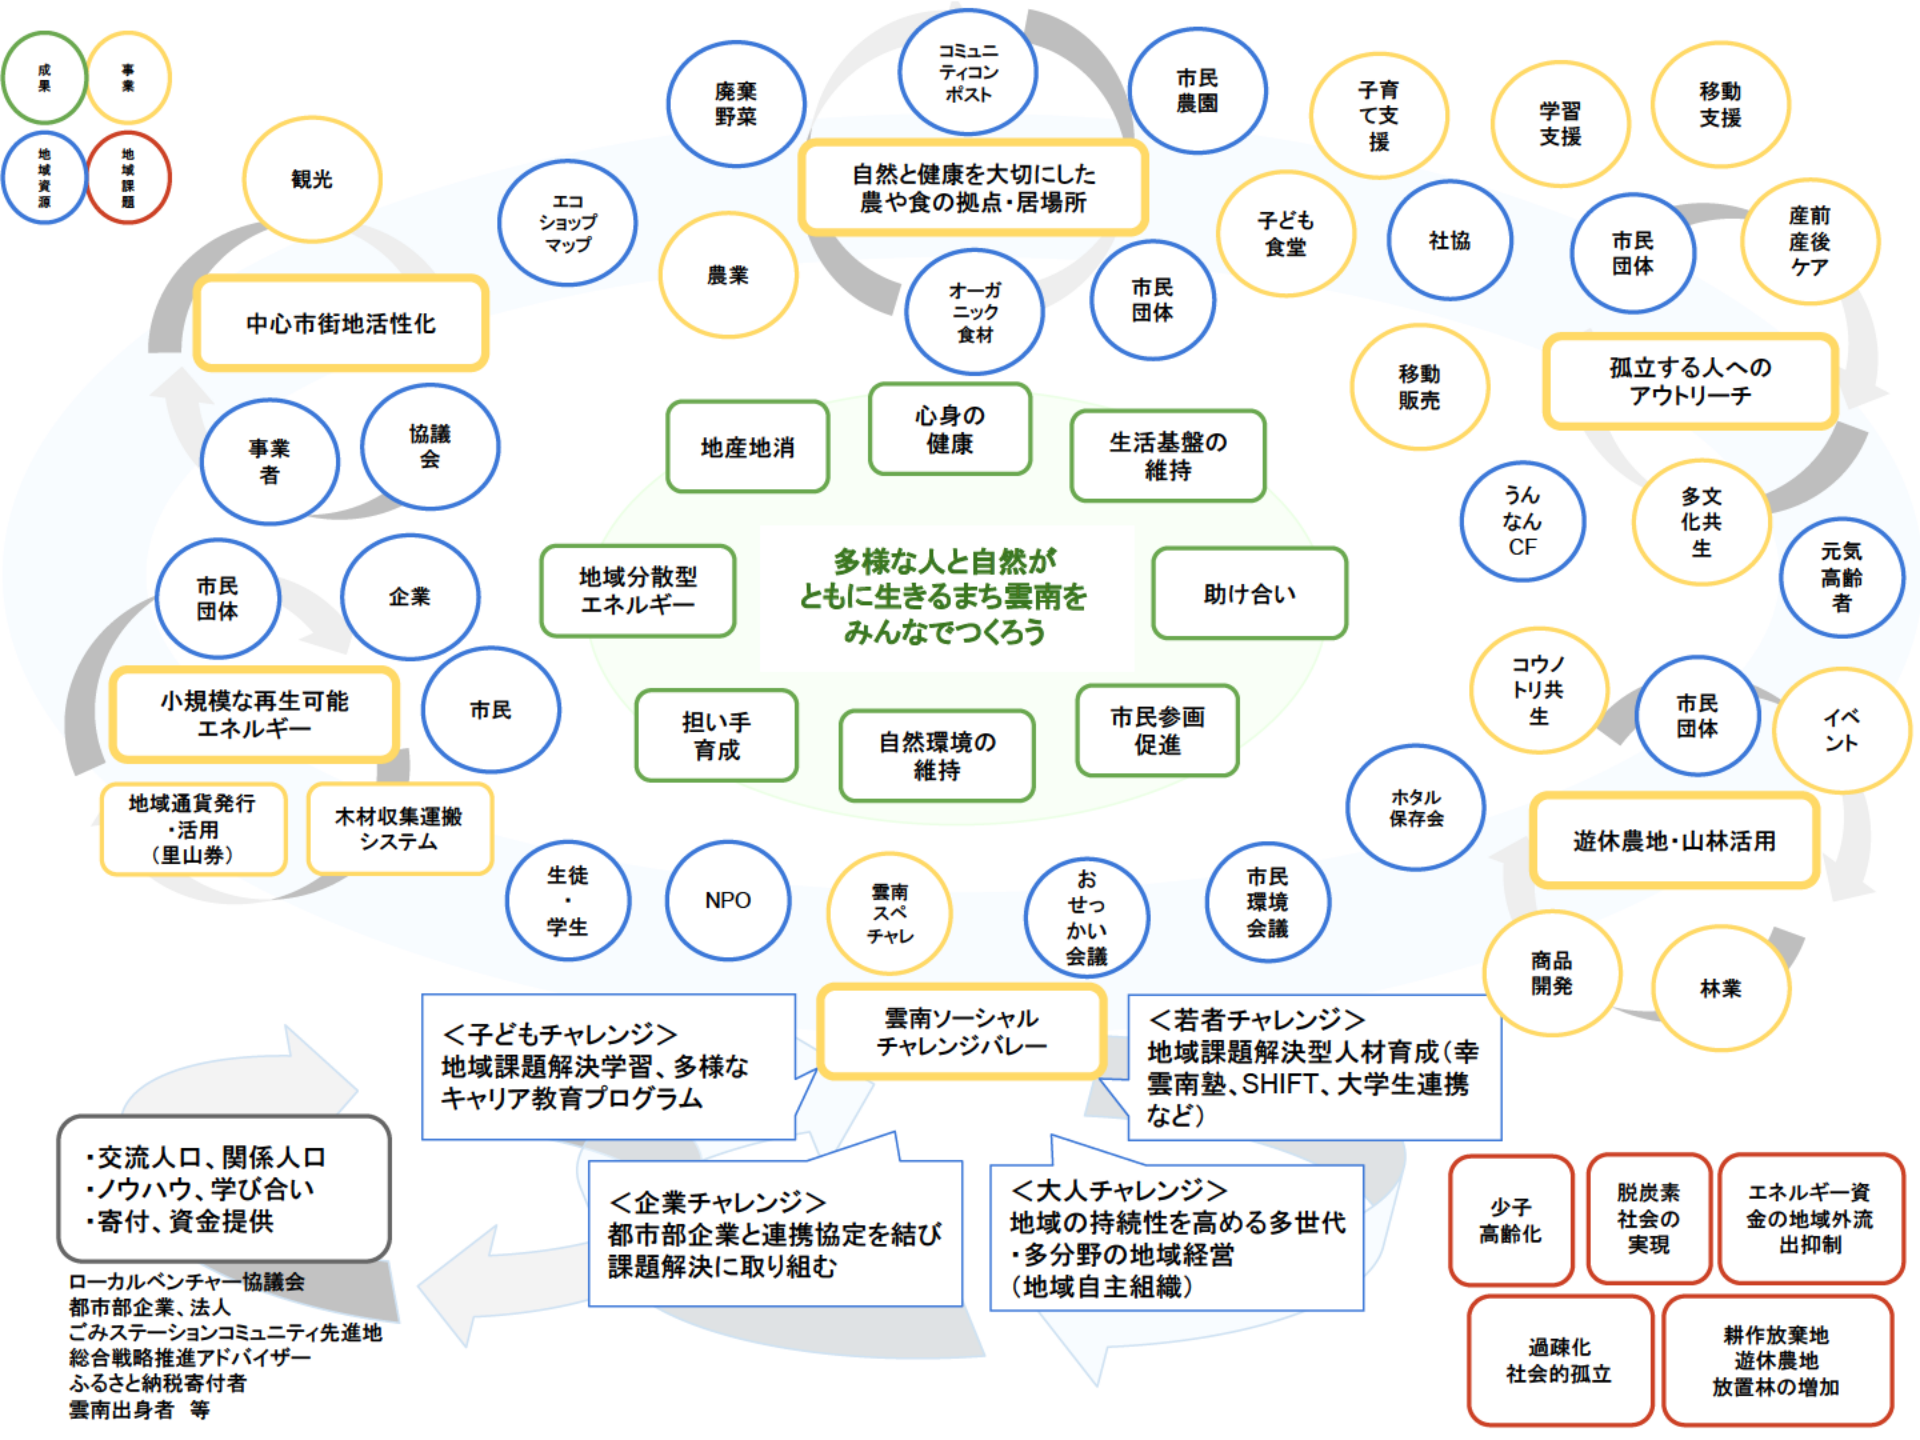 成
果
事
業
地
域
資
源
地
域
課
題
観光
中心市街地活性化
事業
者
協議
会
エコ
ショップ
マップ
廃棄
野菜
農業
コミュニ
ティコン
ポスト
市民
農園
自然と健康を大切にした
農や食の拠点・居場所
オーガ
ニック
食材
市民
団体
子育
て支
援
学習
支援
移動
支援
子ども
食堂
社協
市民
団体
産前
産後
ケア
移動
販売
孤立する人への
アウトリーチ
うん
なん
CF
多文
化共
生
元気
高齢
者
地産地消
心身の
健康
生活基盤の
維持
地域分散型
エネルギー
多様な人と自然が
ともに生きるまち雲南を
みんなでつくろう
助け合い
担い手
育成
自然環境の
維持
市民参画
促進
市民
団体
企業
市民
小規模な再生可能
エネルギー
地域通貨発行
・活用
（里山券）
木材収集運搬
システム
コウノ
トリ共
生
市民
団体
イベ
ント
ホタル
保存会
遊休農地・山林活用
商品
開発
林業
生徒
・
学生
NPO
雲南
スペ
チャレ
お
せっ
かい
会議
市民
環境
会議
雲南ソーシャル
チャレンジバレー
＜子どもチャレンジ＞
地域課題解決学習、多様な
キャリア教育プログラム
＜若者チャレンジ＞
地域課題解決型人材育成（幸
雲南塾、SHIFT、大学生連携
など）
＜企業チャレンジ＞
都市部企業と連携協定を結び
課題解決に取り組む
＜大人チャレンジ＞
地域の持続性を高める多世代
・多分野の地域経営
（地域自主組織）
・交流人口、関係人口
・ノウハウ、学び合い
・寄付、資金提供
ローカルベンチャー協議会
都市部企業、法人
ごみステーションコミュニティ先進地
総合戦略推進アドバイザー
ふるさと納税寄付者
雲南出身者　等
少子
高齢化
脱炭素
社会の
実現
エネルギー資
金の地域外流
出抑制
過疎化
社会的孤立
耕作放棄地
遊休農地
放置林の増加